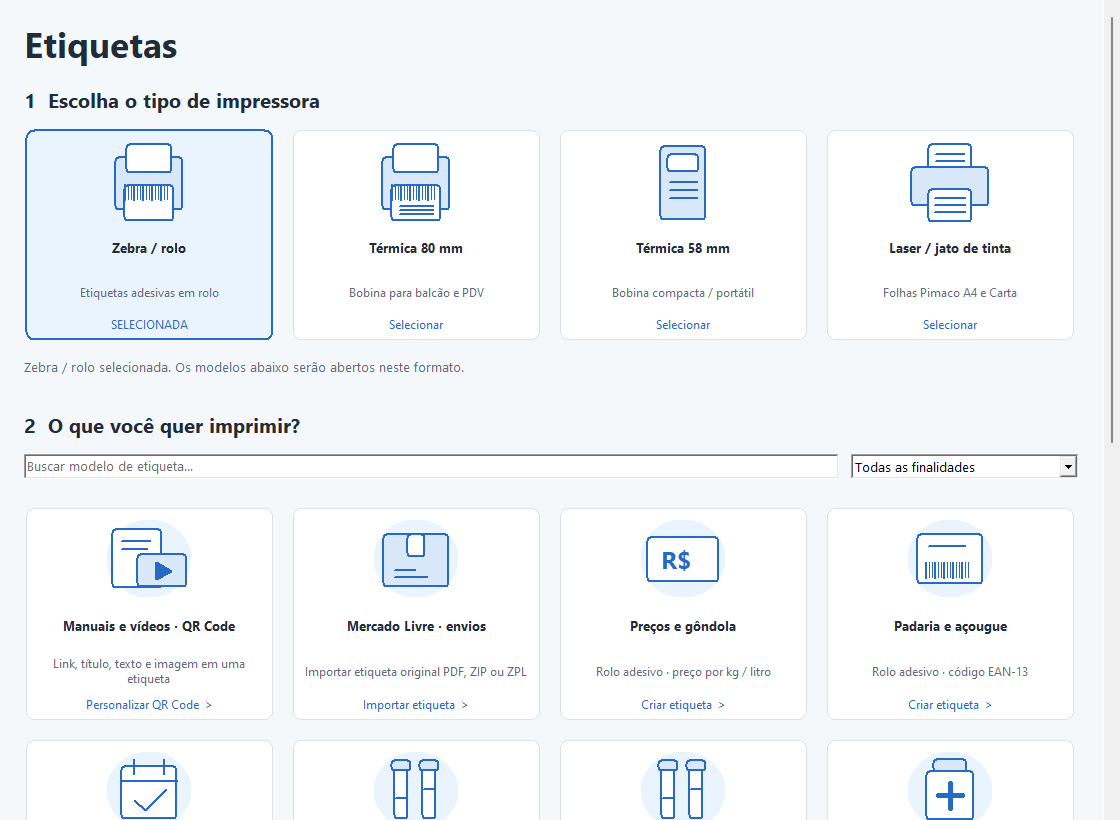 Etiquetas
1 Escolha o tipo de impressora
Zebra / rolo
Etiquetas adesivas em rolo
SELECIONADA
Térmica 80 mm
Bobina para balcão e PDV
Selecionar
Térmica 58 mm
Bobina compacta / portátil
Selecionar
Laser / jato de tinta
Folhas Pimaco A4 e Carta
Selecionar
Zebra / rolo selecionada. Os modelos abaixo serão abertos neste formato.
2 O que você quer imprimir?
Buscar modelo de etiqueta...
Todas as finalidades
Manuais e vídeos · QR Code
Link, título, texto e imagem em uma
etiqueta
Personalizar QR Code >
Mercado Livre · envios
Importar etiqueta original PDF, ZIP ou ZPL
Importar etiqueta >
R$
Preços e gôndola
Rolo adesivo · preço por kg / litro
Criar etiqueta >
Padaria e açougue
Rolo adesivo · código EAN-13
Criar etiqueta >